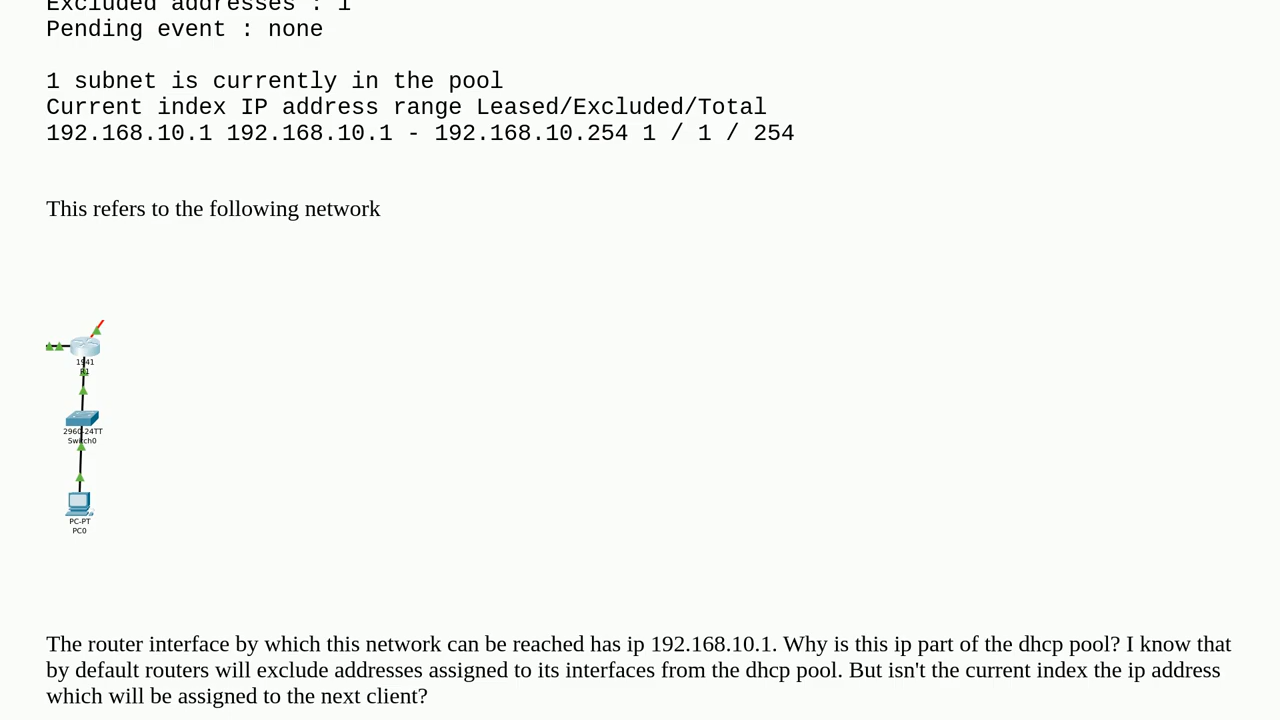 Excluded addresses : 1
Pending event : none
1 subnet is currently in the pool
Current index IP address range Leased/Excluded/Total
192.168.10.1 192.168.10.1 - 192.168.10.254 1 / 1 / 254
This refers to the following network
1941
R1
2960-24TT
Switch0
PC-PT
PC0
The router interface by which this network can be reached has ip 192.168.10.1. Why is this ip part of the dhcp pool? I know that
by default routers will exclude addresses assigned to its interfaces from the dhcp pool. But isn't the current index the ip address
which will be assigned to the next client?